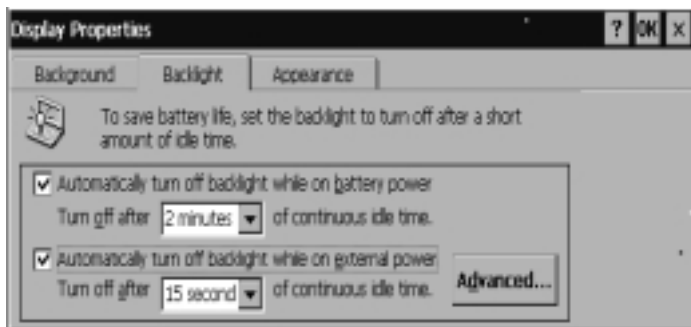 Display Properties ? OK ×
Background Backlight Appearance
To save battery life, set the backlight to turn off after a short
amount of idle time.
Automatically turn off backlight while on battery power
Turn off after 2 minutes of continuous idle time.
Automatically turn off backlight while on external power
Turn off after 15 second of continuous idle time.
Advanced...